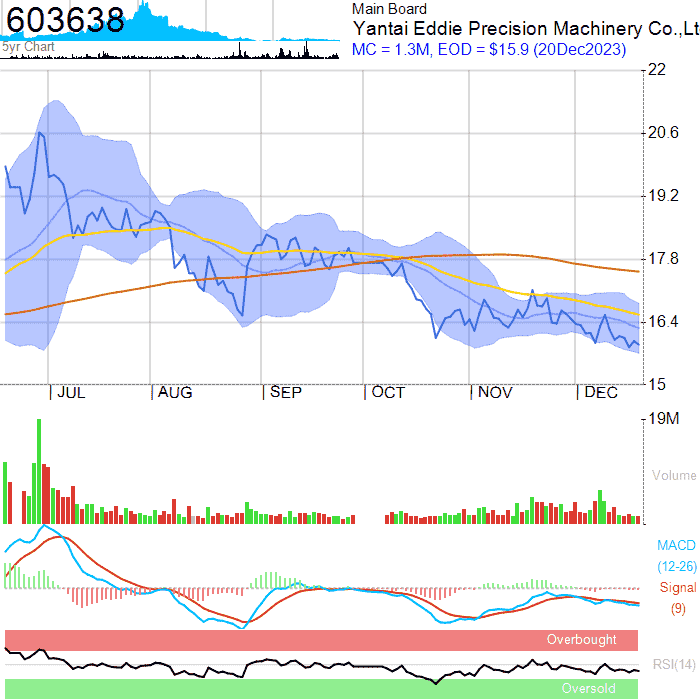 603638
5yr Chart
Main Board
Yantai Eddie Precision Machinery Co.,Lt
MC = 1.3M, EOD = $15.9 (20Dec2023)
22
20.6
19.2
17.8
16.4
15
JUL
AUG
SEP
OCT
NOV
DEC
19M
Volume
MACD
(12-26)
Signal
(9)
Overbought
RSI(14)
Oversold